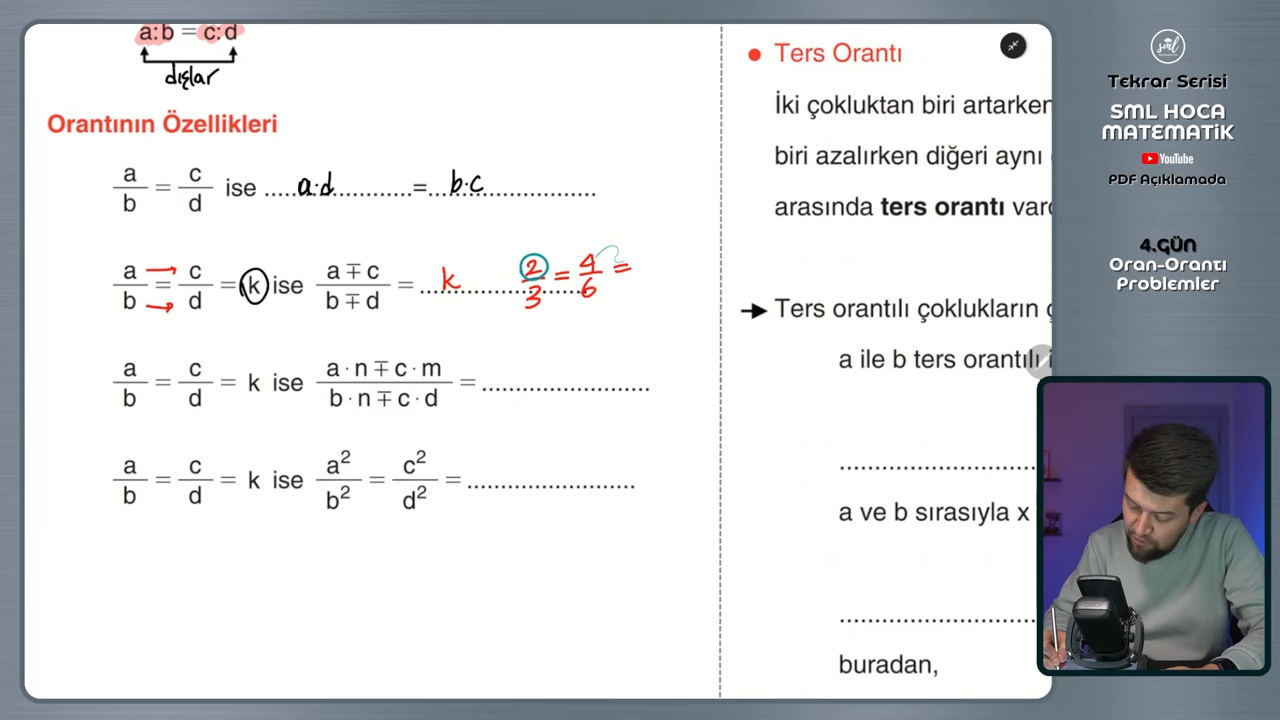 a:b = c:d
dışlar
Orantının Özellikleri
a/b = c/d ise ..... a·d ............=... b·c .........................
a/b = c/d = k ise a∓c / b∓d = ... k ... 2/3 = 4/6 =
a/b = c/d = k ise a·n∓c·m / b·n∓c·d = ........................
a/b = c/d = k ise a²/b² = c²/d² = ........................
• Ters Orantı
İki çokluktan biri artarken
biri azalırken diğeri aynı
arasında ters orantı
Ters orantılı çoklukların
a ile b ters orantılı
............................
a ve b sırasıyla x
............................
buradan,
sml
Tekrar Serisi
SML HOCA
MATEMATİK
YouTube
PDF Açıklamada
4.GÜN
Oran-Orantı
Problemler